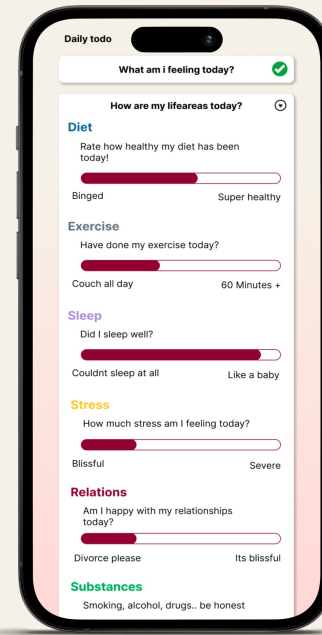 Daily todo
What am i feeling today?
How are my lifeareas today?
Diet
Rate how healthy my diet has been
today!
Binged Super healthy
Exercise
Have done my exercise today?
Couch all day 60 Minutes +
Sleep
Did I sleep well?
Couldnt sleep at all Like a baby
Stress
How much stress am I feeling today?
Blissful Severe
Relations
Am I happy with my relationships
today?
Divorce please Its blissful
Substances
Smoking, alcohol, drugs.. be honest